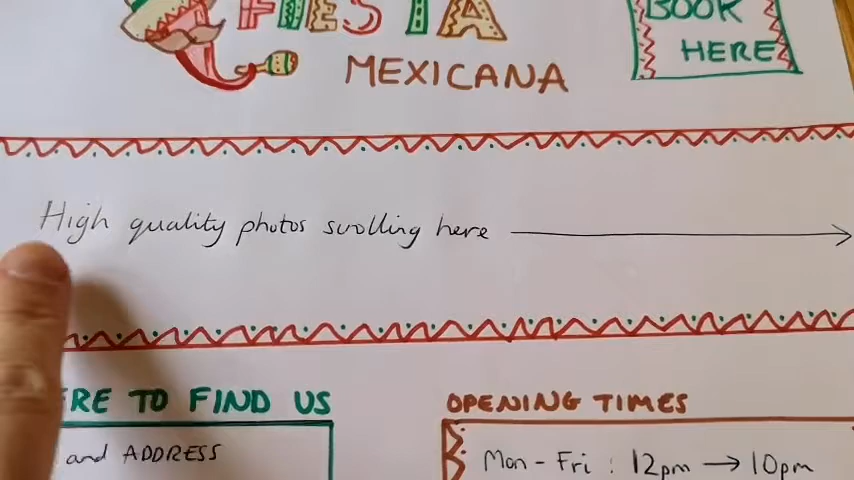 FIESTA
MEXICANA
BOOK
HERE
High quality photos scrolling here
RE TO FIND US
and ADDRESS
OPENING TIMES
Mon - Fri : 12pm → 10pm